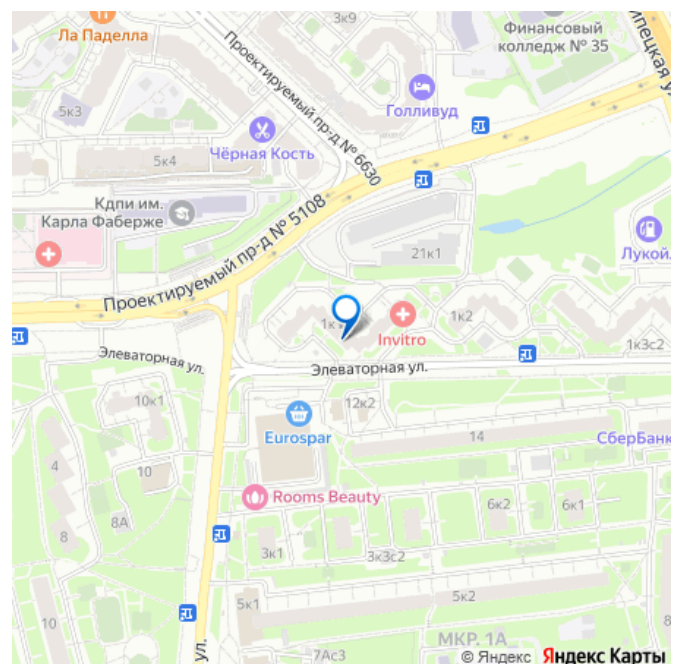 3к9
Финансовый
колледж № 35
Ла Паделла
Проектируемый пр-д № 6630
Голливуд
5к3
Чёрная Кость
5к4
Кдпи им.
Карла Фаберже
Проектируемый пр-д № 5108
21к1
1к2
Invitro
1к3с2
Элеваторная ул.
Элеваторная ул.
10к1
12к2
Eurospar
14
СберБанк
4
10
Rooms Beauty
8А
8
6к2
6к1
3к1
3к3с2
5к1
5к2
10
8
МКР. 1А
7Ас3
ул.
© Яндекс Яндекс Карты